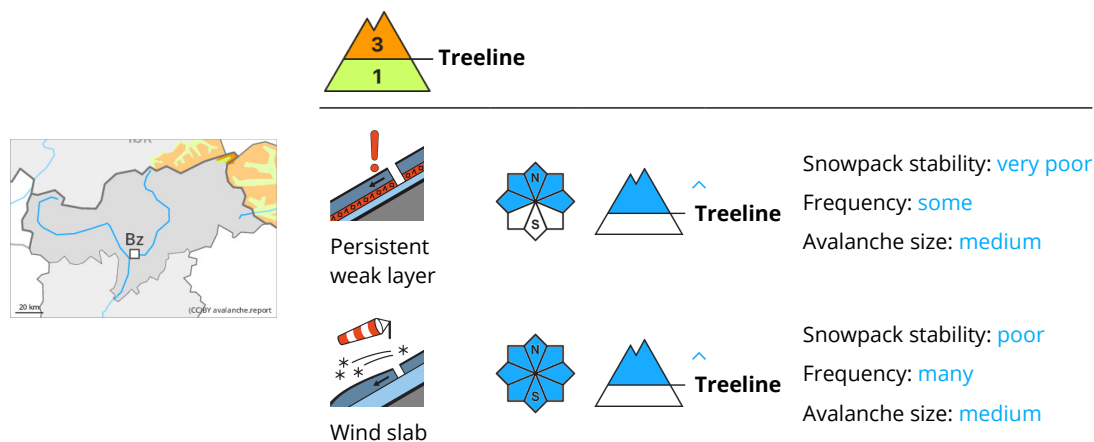 3
Treeline
1
IBK
Bz
20 km
(CC)BY avalanche.report
N
S
Treeline
Snowpack stability: very poor
Frequency: some
Avalanche size: medium
Persistent
weak layer
N
S
Treeline
Snowpack stability: poor
Frequency: many
Avalanche size: medium
Wind slab